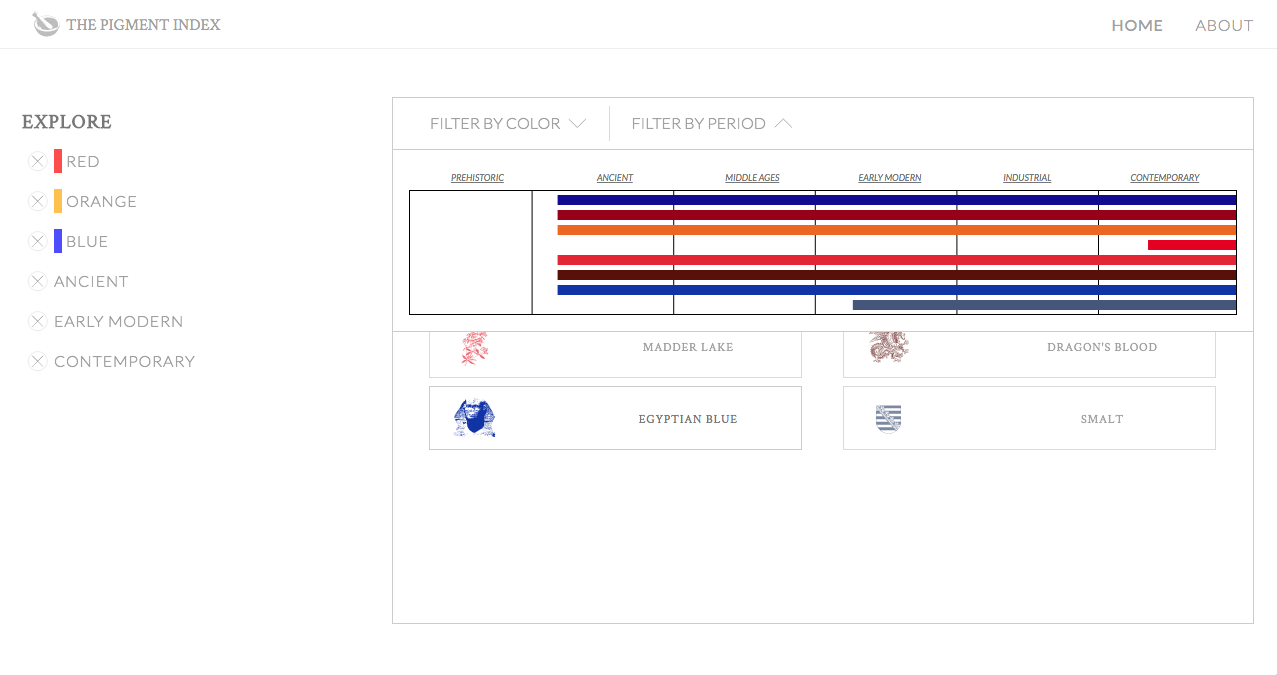 THE PIGMENT INDEX
HOME
ABOUT
EXPLORE
RED
ORANGE
BLUE
ANCIENT
EARLY MODERN
CONTEMPORARY
FILTER BY COLOR
FILTER BY PERIOD
PREHISTORIC
ANCIENT
MIDDLE AGES
EARLY MODERN
INDUSTRIAL
CONTEMPORARY
MADDER LAKE
DRAGON'S BLOOD
EGYPTIAN BLUE
SMALT